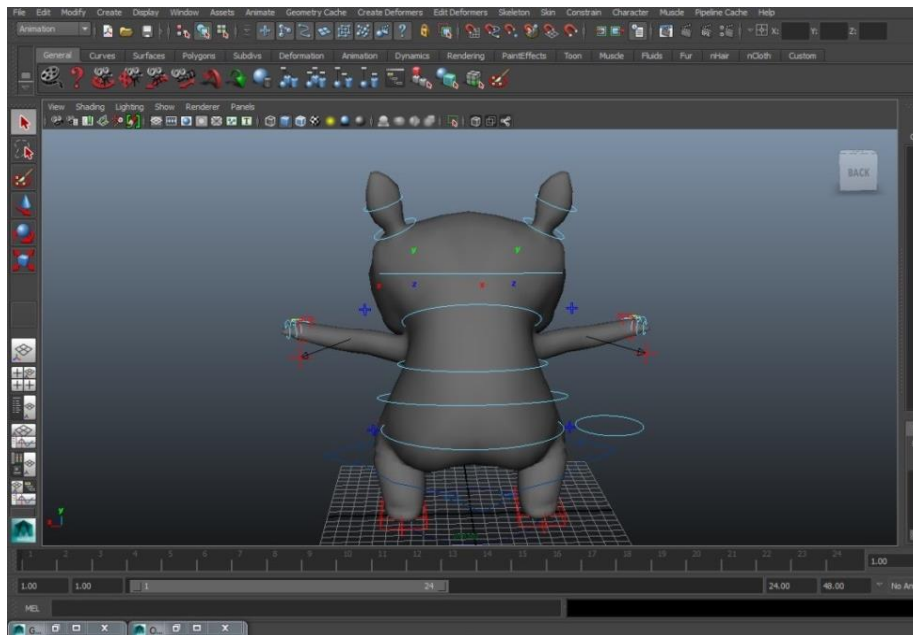 File Edit Modify Create Display Window Assets Animate Geometry Cache Create Deformers Edit Deformers Skeleton Skin Constrain Character Muscle Pipeline Cache Help
Animation X: Y: Z:
General Curves Surfaces Polygons Subdivs Deformation Animation Dynamics Rendering PaintEffects Toon Muscle Fluids Fur nHair nCloth Custom
View Shading Lighting Show Renderer Panels
BACK
y y
x z x z
y
x z
1 2 3 4 5 6 7 8 9 10 11 12 13 14 15 16 17 18 19 20 21 22 23 24 1.00
1.00 1.00 1 24 24.00 48.00 No An
MEL
G... O...